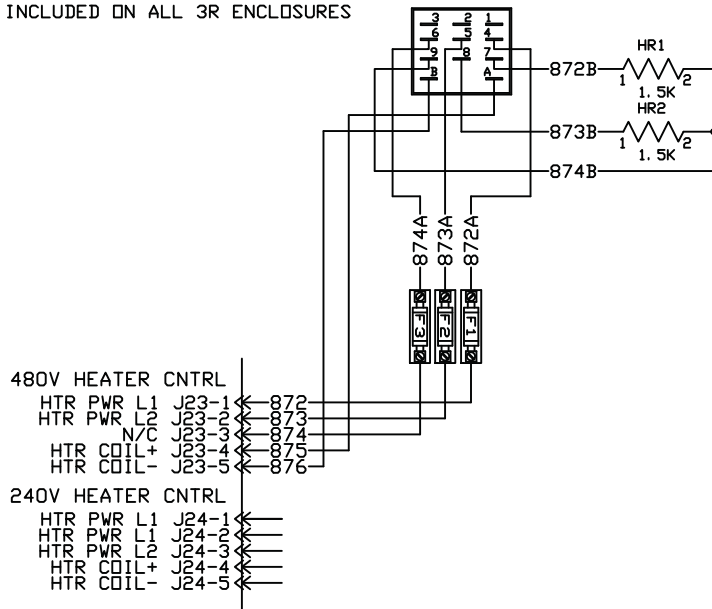 INCLUDED ON ALL 3R ENCLOSURES
3 2 1
6 5 4
9 8 7
B A
872B
HR1
1 2
1.5K
873B
HR2
1 2
1.5K
874B
874A
873A
872A
F3
F2
F1
480V HEATER CNTRL
HTR PWR L1 J23-1 872
HTR PWR L2 J23-2 873
N/C J23-3 874
HTR COIL+ J23-4 875
HTR COIL- J23-5 876
240V HEATER CNTRL
HTR PWR L1 J24-1
HTR PWR L1 J24-2
HTR PWR L2 J24-3
HTR COIL+ J24-4
HTR COIL- J24-5